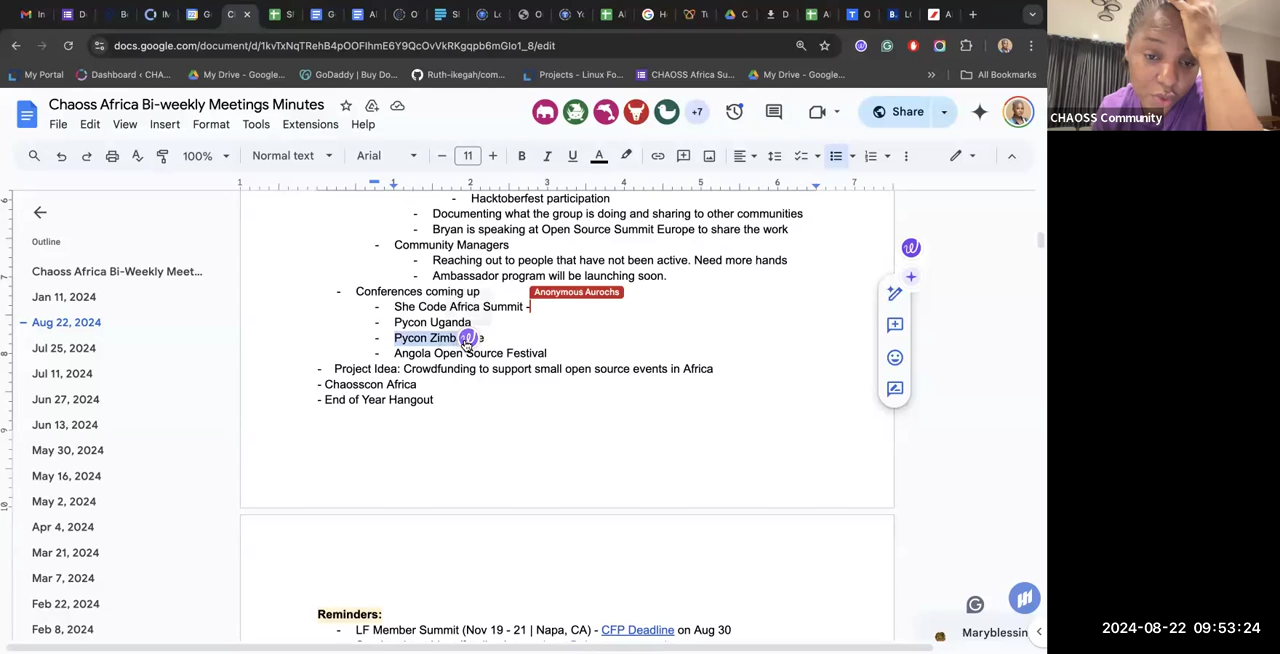 docs.google.com/document/d/1kvTxNqTRehB4pOOFIhmE6Y9QcOvVkRKgqpb6mGIo1_8/edit
My Portal
Dashboard < CHA...
My Drive - Google...
GoDaddy | Buy Do...
Ruth-ikegah/com...
Projects - Linux Fo...
CHAOSS Africa Su...
My Drive - Google...
»
All Bookmarks
CHAOSS Community
Chaoss Africa Bi-weekly Meetings Minutes
+7
Share
File Edit View Insert Format Tools Extensions Help
100% Normal text Arial 11
Outline
Chaoss Africa Bi-Weekly Meet...
Jan 11, 2024
Aug 22, 2024
Jul 25, 2024
Jul 11, 2024
Jun 27, 2024
Jun 13, 2024
May 30, 2024
May 16, 2024
May 2, 2024
Apr 4, 2024
Mar 21, 2024
Mar 7, 2024
Feb 22, 2024
Feb 8, 2024
- Hacktoberfest participation
- Documenting what the group is doing and sharing to other communities
- Bryan is speaking at Open Source Summit Europe to share the work
- Community Managers
- Reaching out to people that have not been active. Need more hands
- Ambassador program will be launching soon.
- Conferences coming up
Anonymous Aurochs
- She Code Africa Summit -
- Pycon Uganda
- Pycon Zimb e
- Angola Open Source Festival
- Project Idea: Crowdfunding to support small open source events in Africa
- Chaosscon Africa
- End of Year Hangout
Reminders:
- LF Member Summit (Nov 19 - 21 | Napa, CA) - CFP Deadline on Aug 30
Maryblessin
2024-08-22 09:53:24